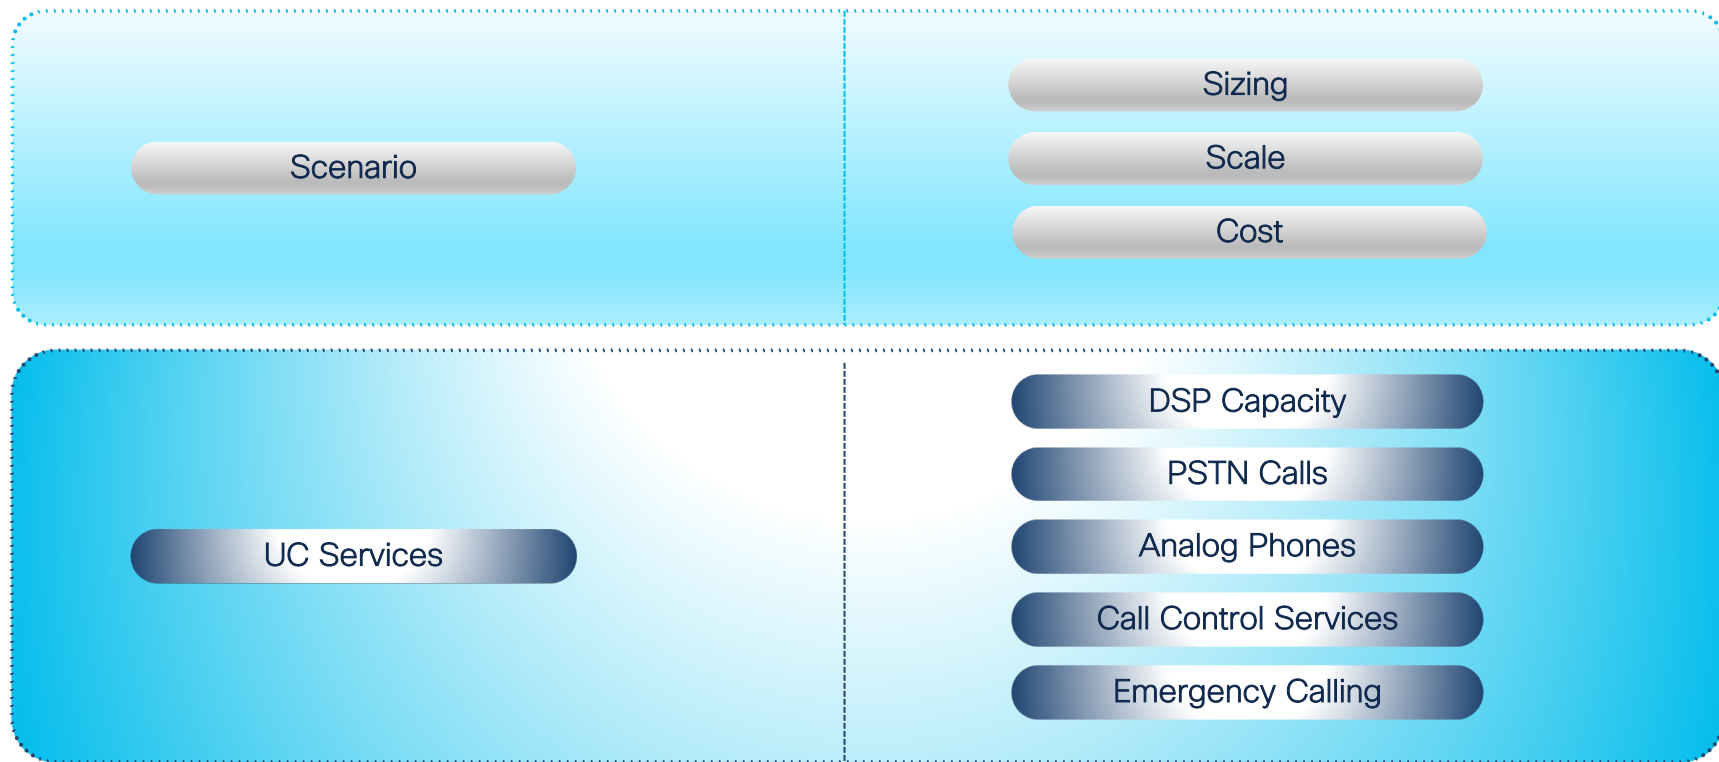 Scenario
Sizing
Scale
Cost
UC Services
DSP Capacity
PSTN Calls
Analog Phones
Call Control Services
Emergency Calling